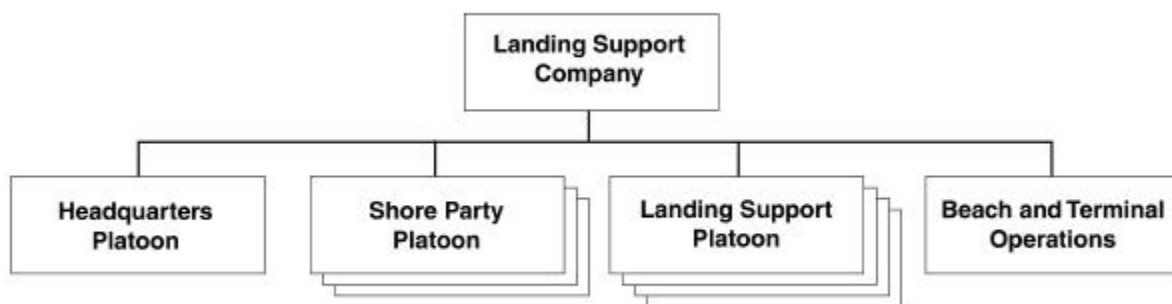 Landing Support
Company
Headquarters
Platoon
Shore Party
Platoon
Landing Support
Platoon
Beach and Terminal
Operations